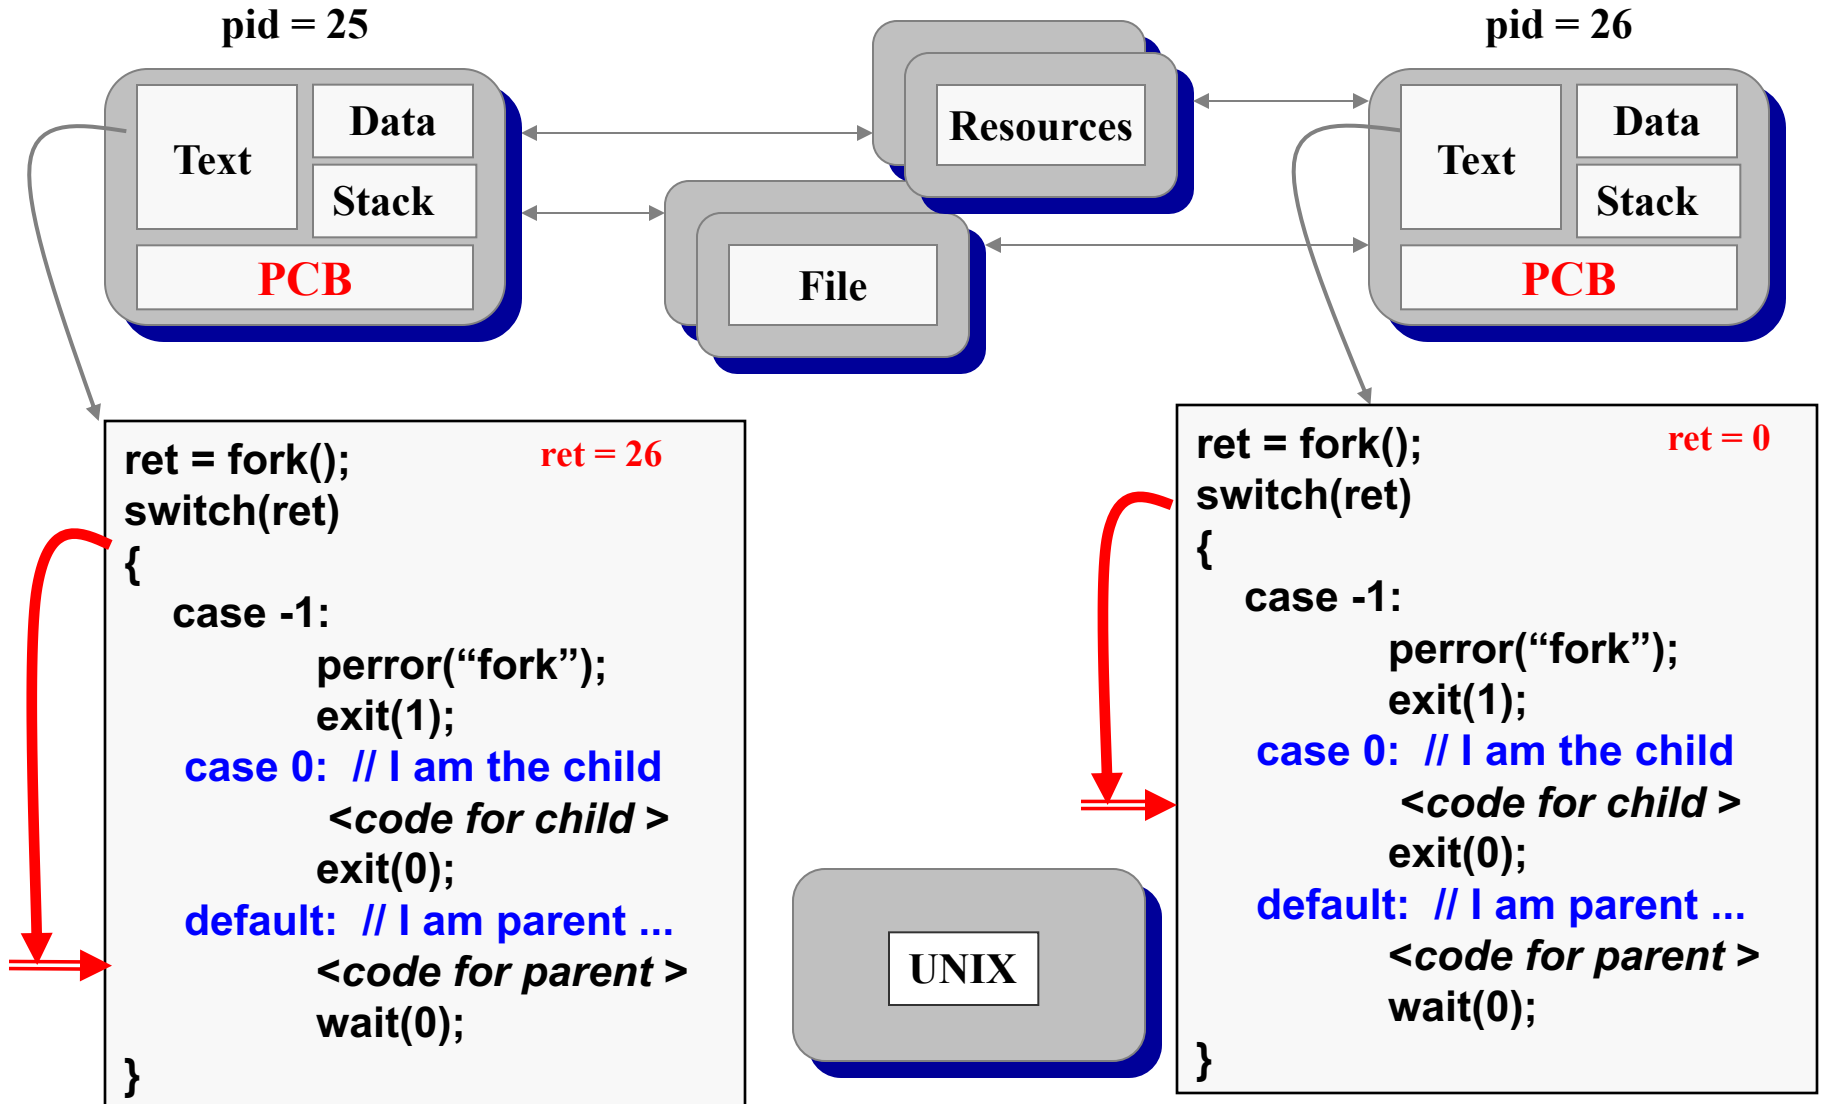 pid = 25
pid = 26
Text
Data
Stack
PCB
Resources
File
Text
Data
Stack
PCB
ret = fork();
ret = 26
switch(ret)
{
case -1:
perror(“fork”);
exit(1);
case 0:  // I am the child
<code for child >
exit(0);
default:  // I am parent ...
<code for parent >
wait(0);
}
UNIX
ret = fork();
ret = 0
switch(ret)
{
case -1:
perror(“fork”);
exit(1);
case 0:  // I am the child
<code for child >
exit(0);
default:  // I am parent ...
<code for parent >
wait(0);
}